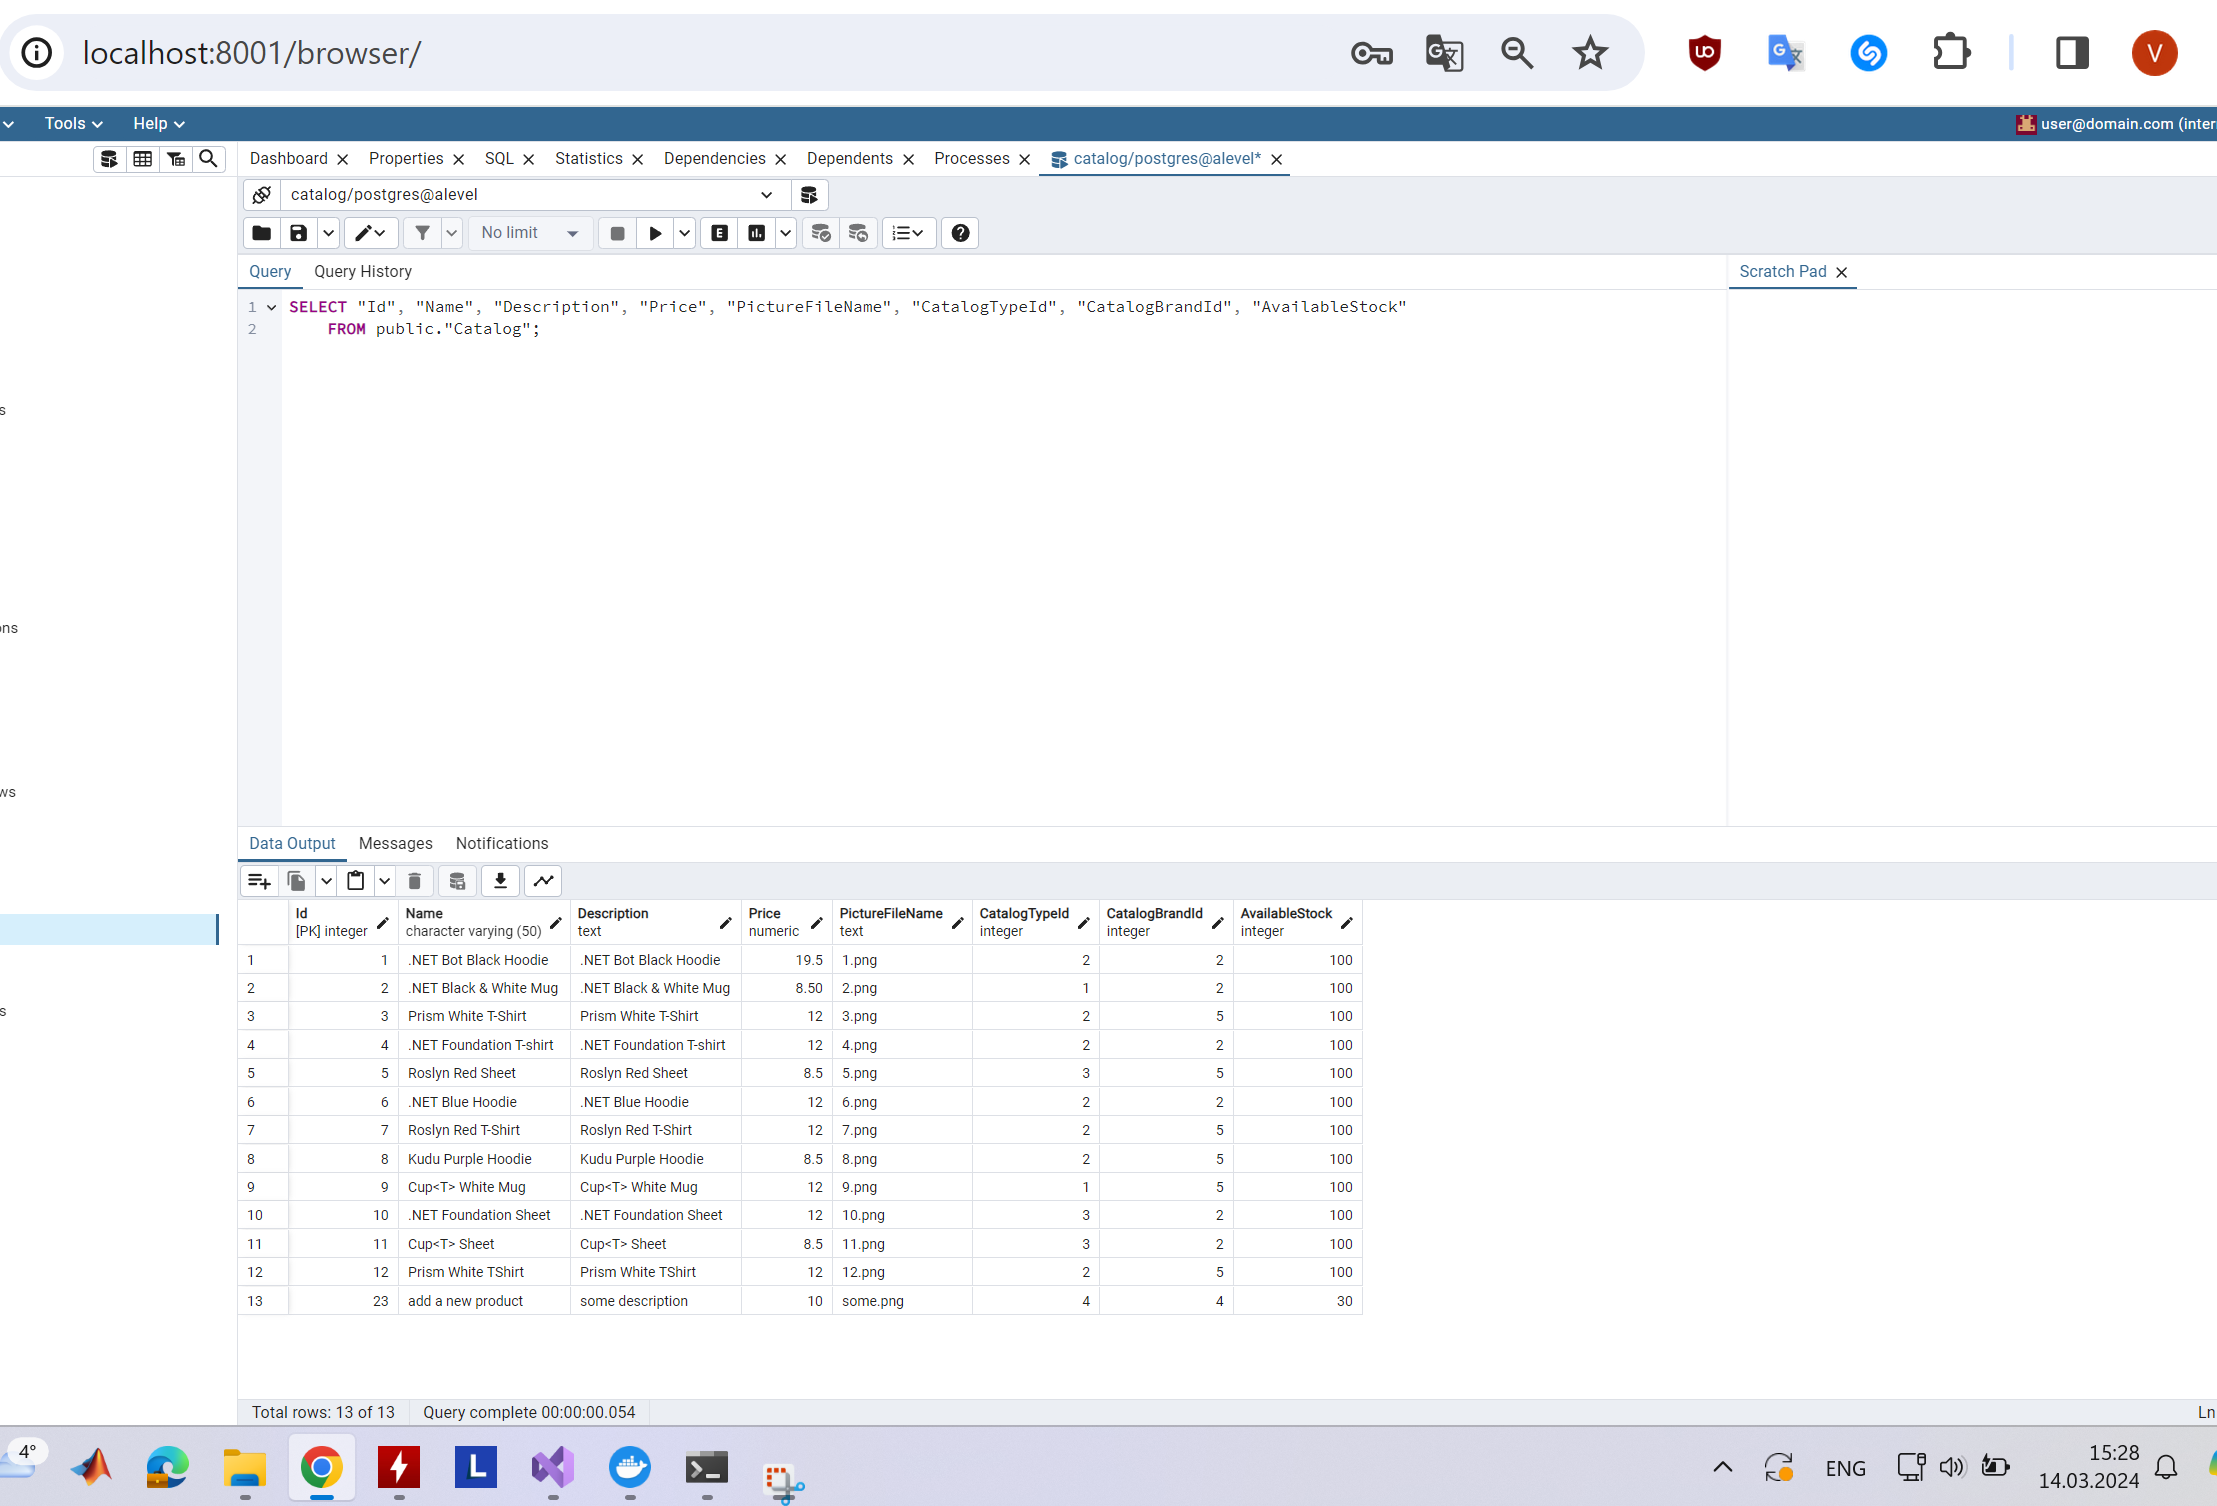 localhost:8001/browser/
V
Tools Help user@domain.com (inter
Dashboard Properties SQL Statistics Dependencies Dependents Processes catalog/postgres@alevel*
catalog/postgres@alevel
No limit
Query Query History Scratch Pad
1 SELECT "Id", "Name", "Description", "Price", "PictureFileName", "CatalogTypeId", "CatalogBrandId", "AvailableStock"
2 FROM public."Catalog";
s
ons
ws
s
Data Output Messages Notifications
Id Name Description Price PictureFileName CatalogTypeId CatalogBrandId AvailableStock
[PK] integer character varying (50) text numeric text integer integer integer
1 1 .NET Bot Black Hoodie .NET Bot Black Hoodie 19.5 1.png 2 2 100
2 2 .NET Black & White Mug .NET Black & White Mug 8.50 2.png 1 2 100
3 3 Prism White T-Shirt Prism White T-Shirt 12 3.png 2 5 100
4 4 .NET Foundation T-shirt .NET Foundation T-shirt 12 4.png 2 2 100
5 5 Roslyn Red Sheet Roslyn Red Sheet 8.5 5.png 3 5 100
6 6 .NET Blue Hoodie .NET Blue Hoodie 12 6.png 2 2 100
7 7 Roslyn Red T-Shirt Roslyn Red T-Shirt 12 7.png 2 5 100
8 8 Kudu Purple Hoodie Kudu Purple Hoodie 8.5 8.png 2 5 100
9 9 Cup<T> White Mug Cup<T> White Mug 12 9.png 1 5 100
10 10 .NET Foundation Sheet .NET Foundation Sheet 12 10.png 3 2 100
11 11 Cup<T> Sheet Cup<T> Sheet 8.5 11.png 3 2 100
12 12 Prism White TShirt Prism White TShirt 12 12.png 2 5 100
13 23 add a new product some description 10 some.png 4 4 30
Total rows: 13 of 13 Query complete 00:00:00.054 Ln
4°
L
ENG
15:28
14.03.2024